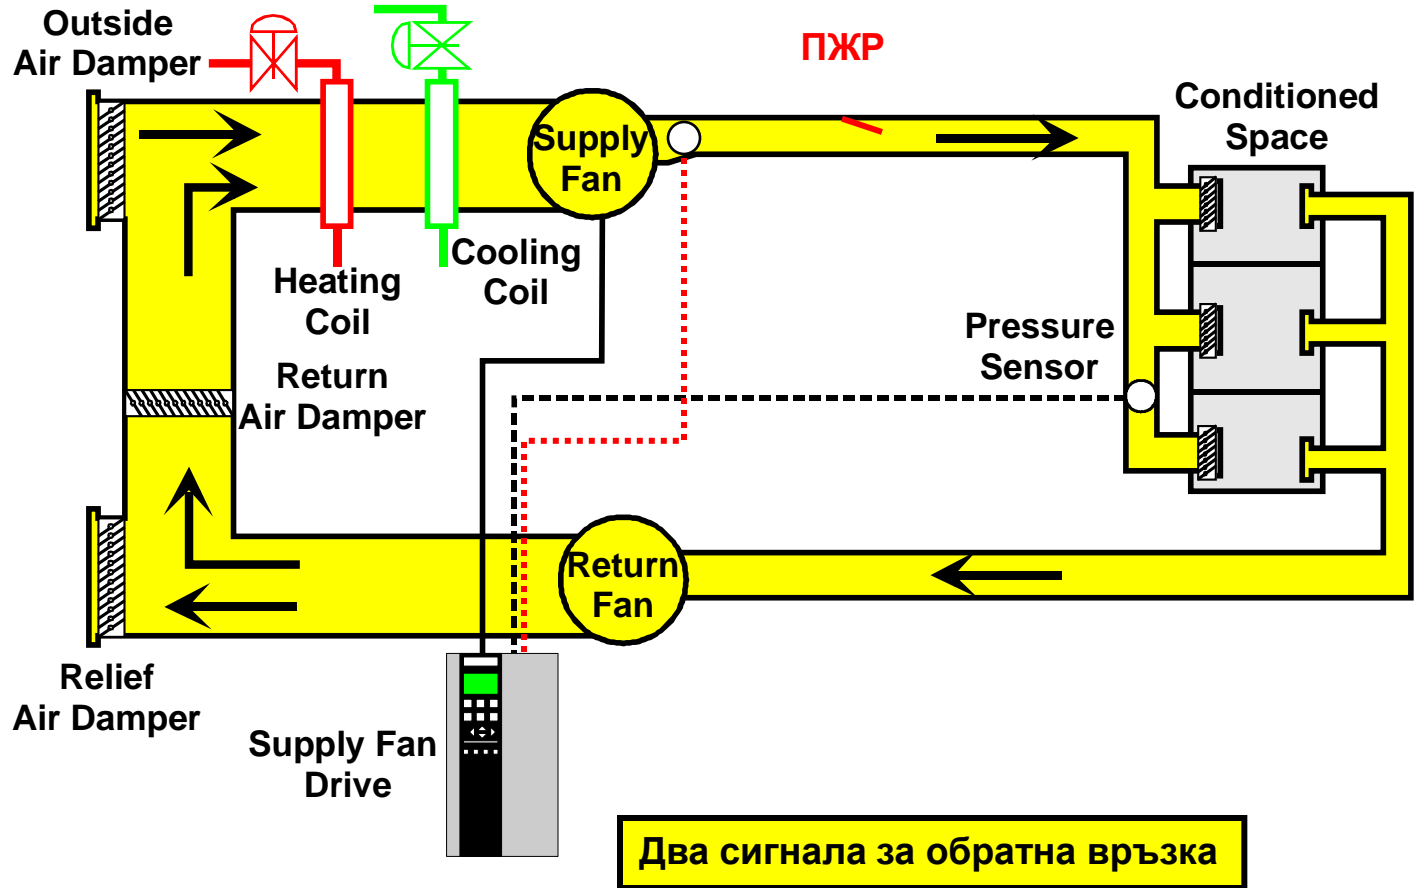 Outside
Air Damper
ПЖР
Conditioned
Space
Supply
Fan
Cooling
Coil
Heating
Coil
Pressure
Sensor
Return
Air Damper
Return
Fan
Relief
Air Damper
Supply Fan
Drive
Два сигнала за обратна връзка